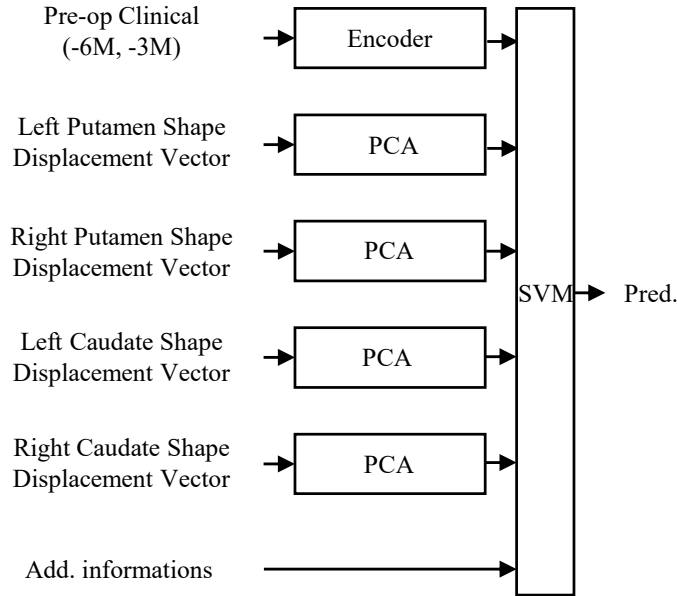 Pre-op Clinical
(-6M, -3M)
Encoder
Left Putamen Shape
Displacement Vector
PCA
Right Putamen Shape
Displacement Vector
PCA
SVM
Pred.
Left Caudate Shape
Displacement Vector
PCA
Right Caudate Shape
Displacement Vector
PCA
Add. informations